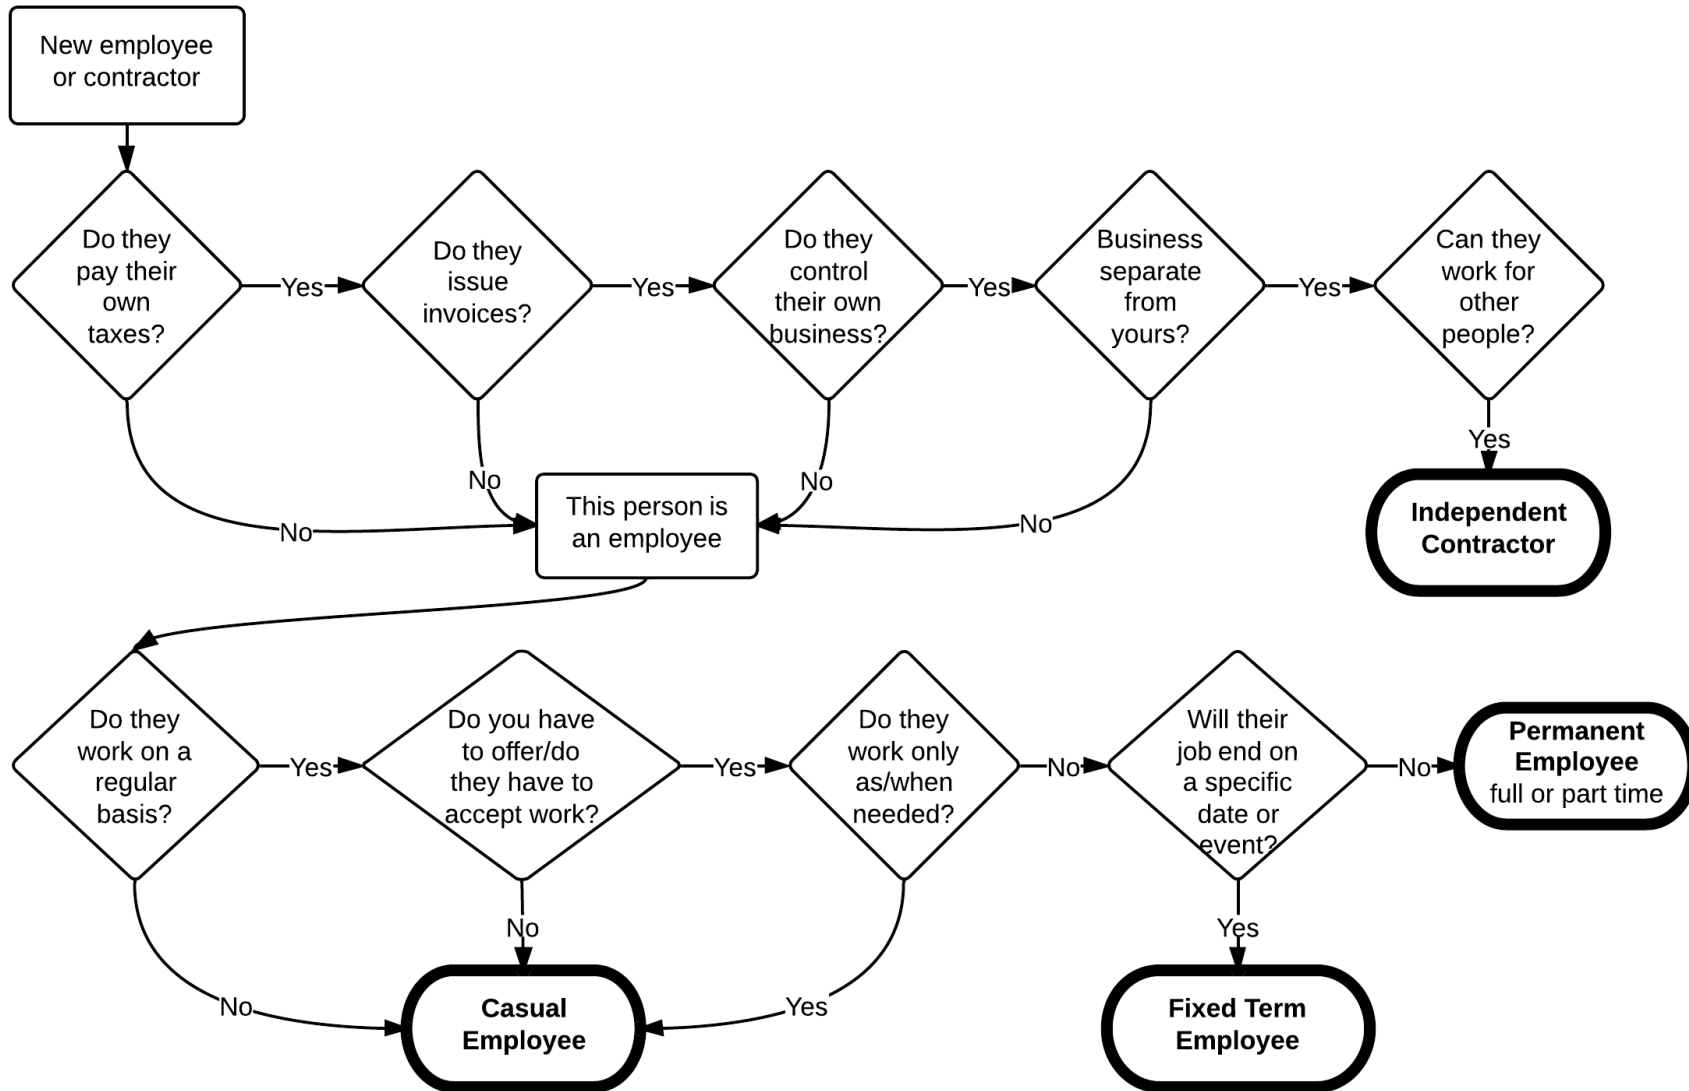 New employee
or contractor
Do they
pay their
own
taxes?
Yes
Do they
issue
invoices?
Yes
Do they
control
their own
business?
Yes
Business
separate
from
yours?
Yes
Can they
work for
other
people?
No
No
No
No
Yes
This person is
an employee
Independent
Contractor
Do they
work on a
regular
basis?
Yes
Do you have
to offer/do
they have to
accept work?
Yes
Do they
work only
as/when
needed?
No
Will their
job end on
a specific
date or
event?
No
Permanent
Employee
full or part time
No
No
Yes
Yes
Casual
Employee
Fixed Term
Employee